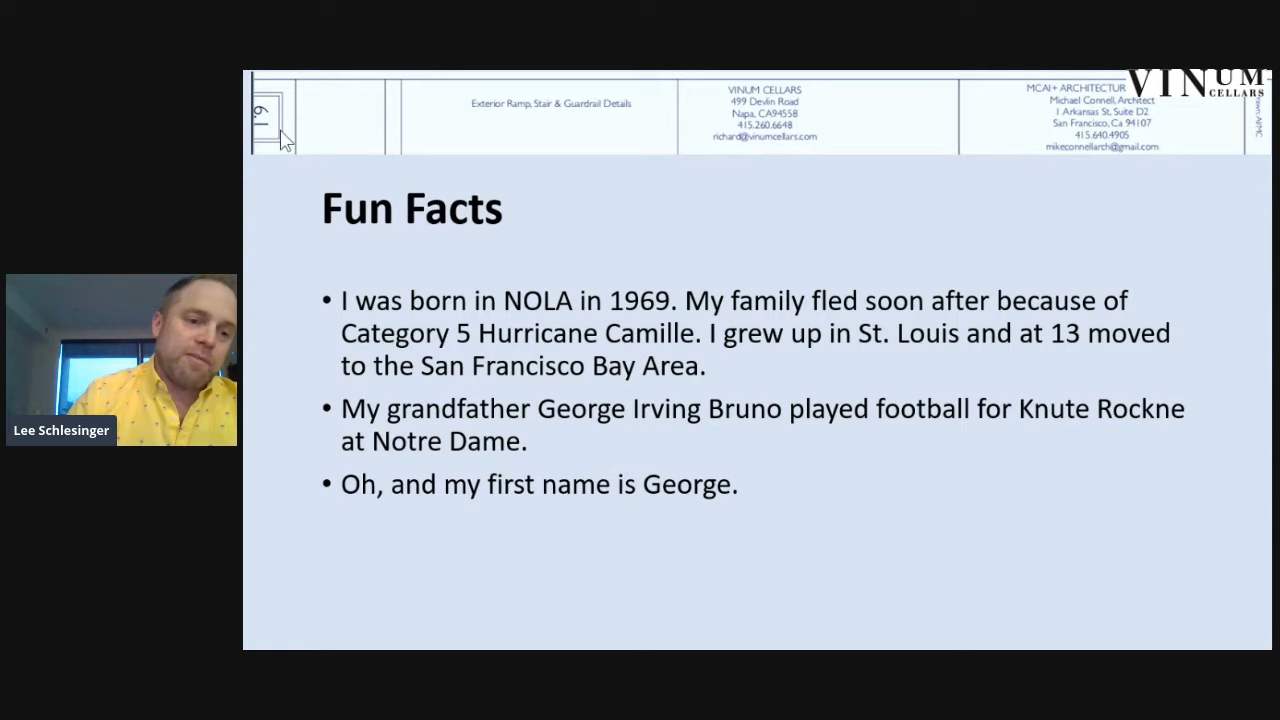 6.1
Exterior Ramp, Stair & Guardrail Details
VINUM CELLARS
499 Devlin Road
Napa, CA94558
415.260.6648
richard@vinumcellars.com
MCAI+ ARCHITECTUR
Michael Connell, Architect
1 Arkansas St, Suite D2
San Francisco, Ca 94107
415.640.4905
mikeconnellarch@gmail.com
VINUM
CELLARS
Fun Facts
• I was born in NOLA in 1969. My family fled soon after because of
Category 5 Hurricane Camille. I grew up in St. Louis and at 13 moved
to the San Francisco Bay Area.
• My grandfather George Irving Bruno played football for Knute Rockne
at Notre Dame.
• Oh, and my first name is George.
Lee Schlesinger